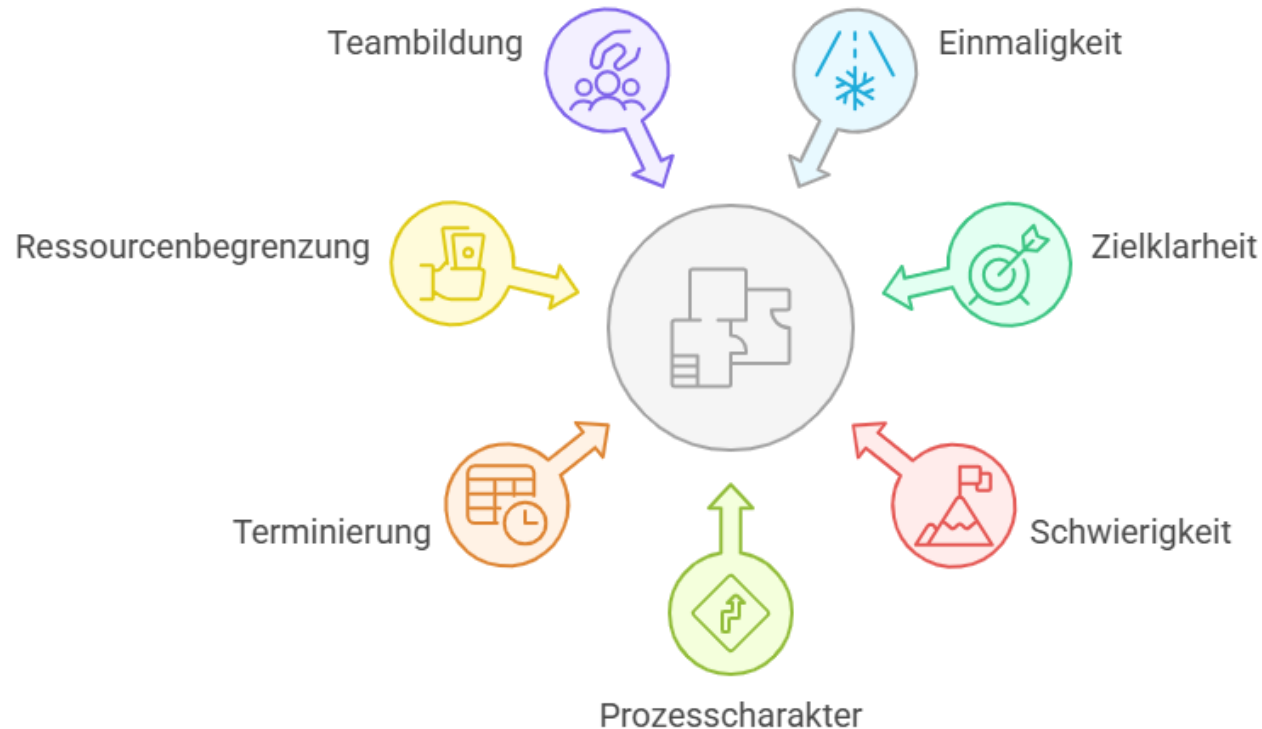 Teambildung
Einmaligkeit
Ressourcenbegrenzung
Zielklarheit
Terminierung
Schwierigkeit
Prozesscharakter